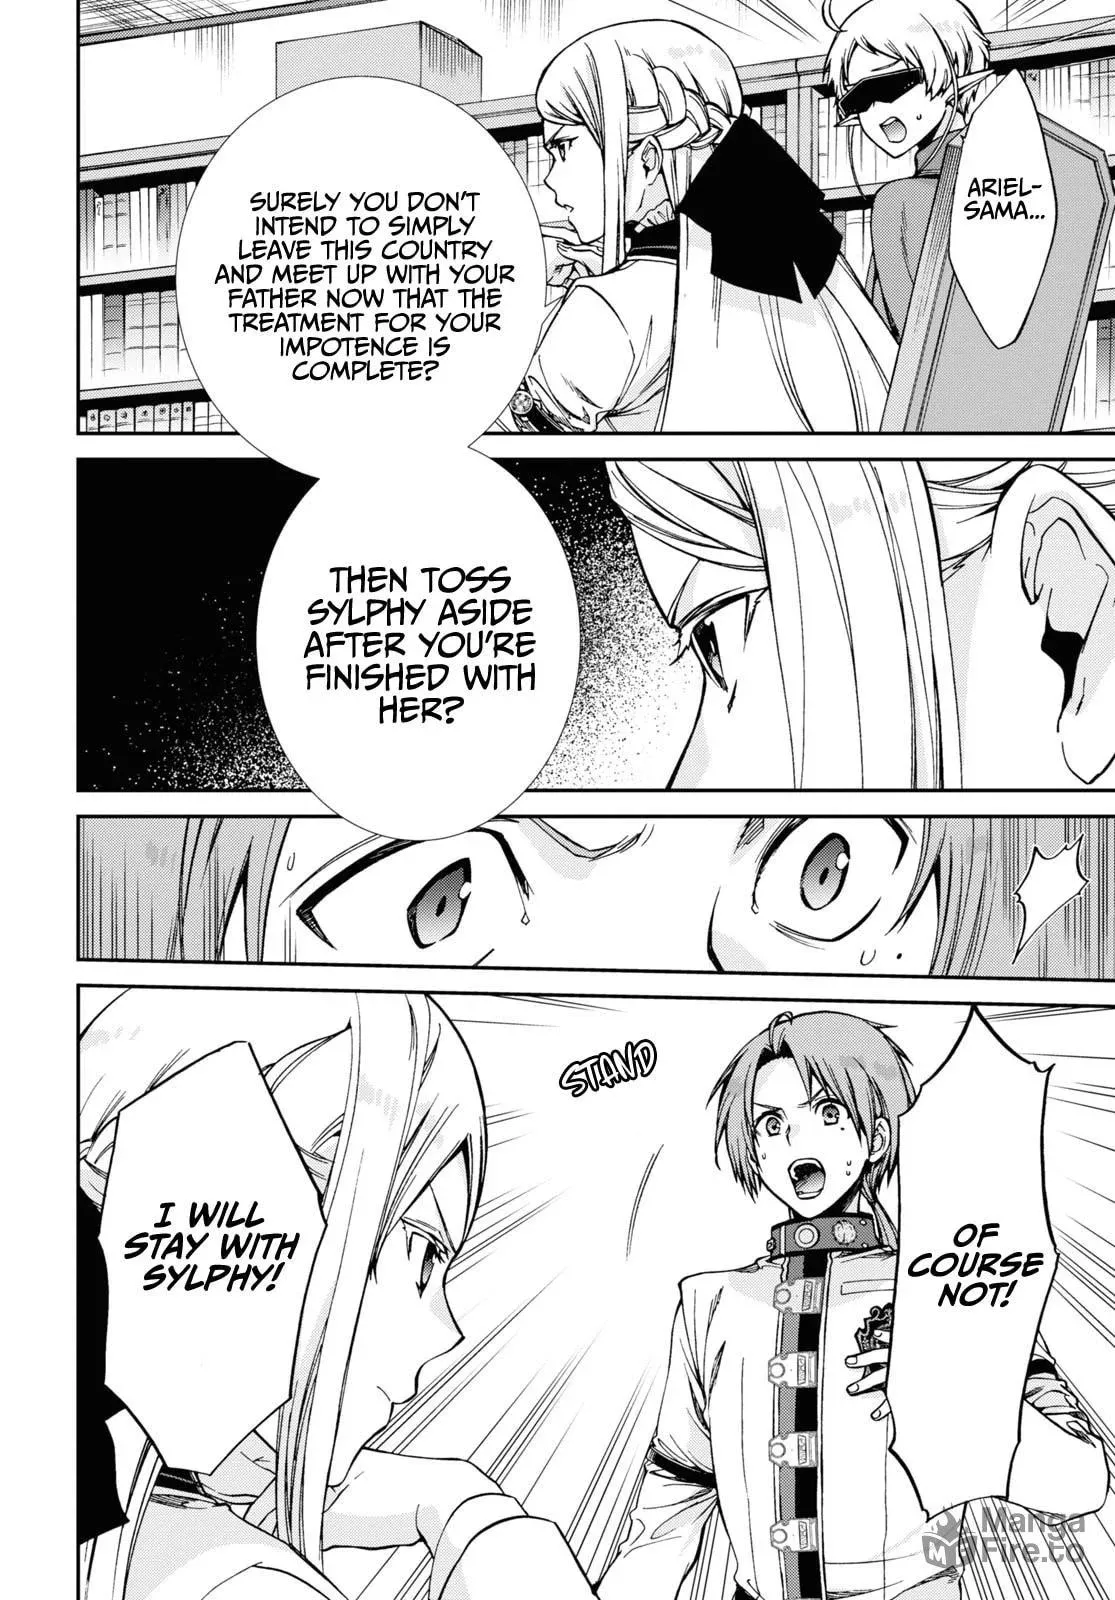 ARIEL-
SAMA...
SURELY YOU DON'T
INTEND TO SIMPLY
LEAVE THIS COUNTRY
AND MEET UP WITH YOUR
FATHER NOW THAT THE
TREATMENT FOR YOUR
IMPOTENCE IS
COMPLETE?
THEN TOSS
SYLPHY ASIDE
AFTER YOU'RE
FINISHED WITH
HER?
STAND
OF
COURSE
NOT!
I WILL
STAY WITH
SYLPHY!
Manga
Fire.to